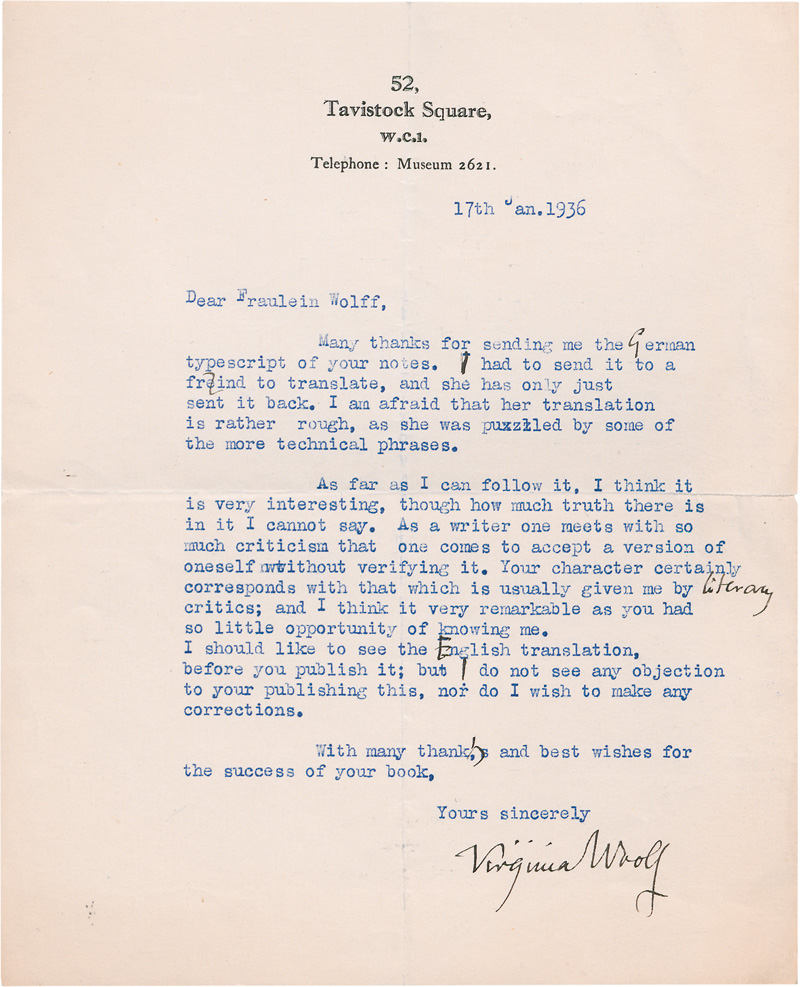 52,
Tavistock Square,
W.C.1.
Telephone : Museum 2621.
17th Jan. 1936
Dear Fraulein Wolff,
Many thanks for sending me the German
typescript of your notes. I had to send it to a
freind to translate, and she has only just
sent it back. I am afraid that her translation
is rather rough, as she was puxzzled by some of
the more technical phrases.
As far as I can follow it, I think it
is very interesting, though how much truth there is
in it I cannot say. As a writer one meets with so
much criticism that one comes to accept a version of
oneself without verifying it. Your character certainly
corresponds with that which is usually given me by literary
critics; and I think it very remarkable as you had
so little opportunity of knowing me.
I should like to see the English translation,
before you publish it; but I do not see any objection
to your publishing this, nor do I wish to make any
corrections.
With many thanks and best wishes for
the success of your book,
Yours sincerely
Virginia Woolf